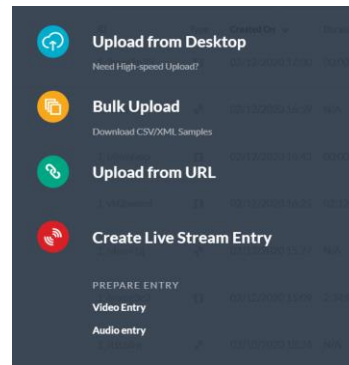 Upload from Desktop
Need High-speed Upload?
Bulk Upload
Download CSV/XML Samples
Upload from URL
Create Live Stream Entry
PREPARE ENTRY
Video Entry
Audio entry